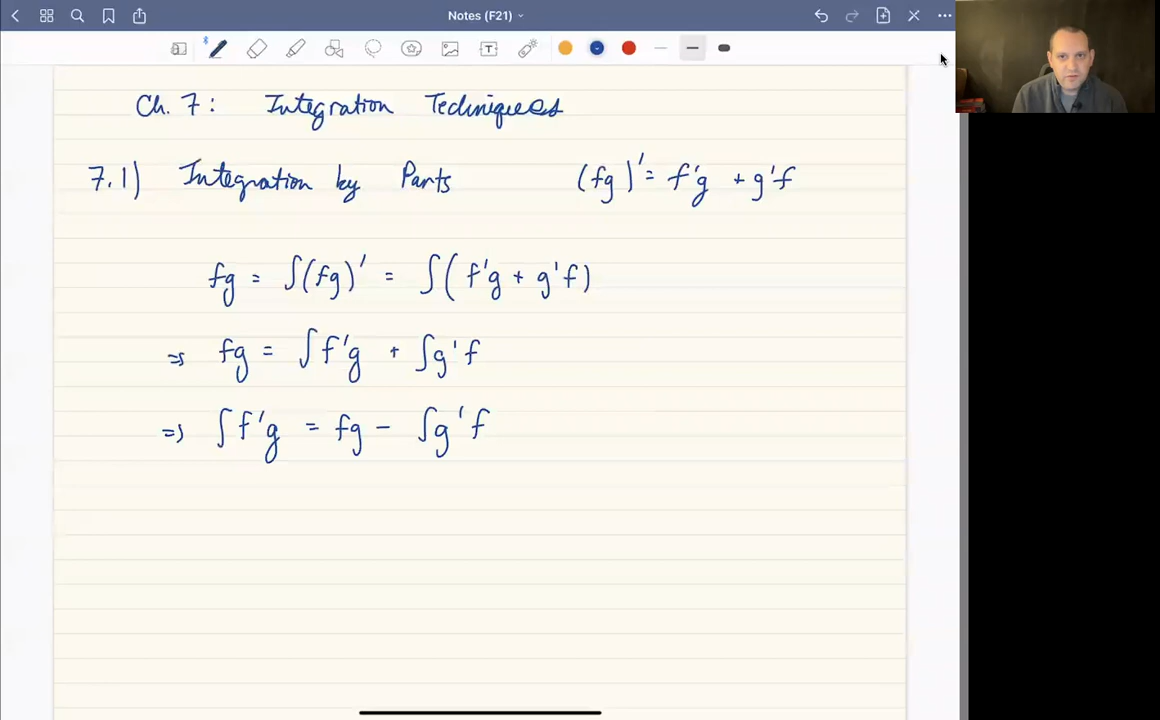 Notes (F21)
Ch. 7: Integration Techniques
7.1) Integration by Parts (fg)' = f'g + g'f
fg = ∫(fg)' = ∫(f'g + g'f)
⇒ fg = ∫f'g + ∫g'f
⇒ ∫f'g = fg - ∫g'f